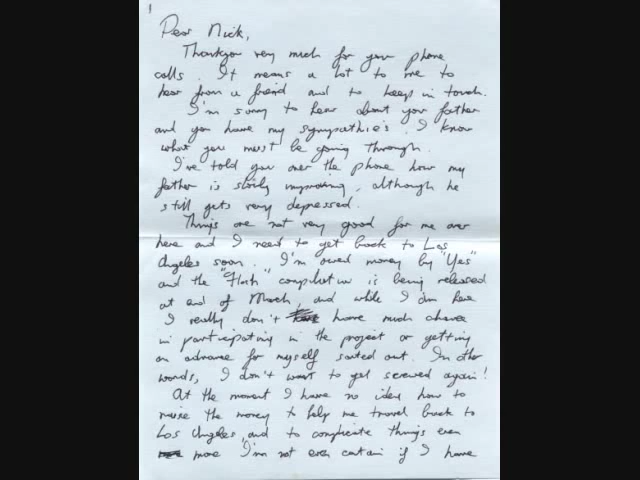 1
Dear Nick,
Thankyou very much for your phone
calls. It means a lot to me to
hear from a friend and to keep in touch.
I'm sorry to hear about your father
and you have my sympathies. I know
what you must be going through.
I've told you over the phone how my
father is slowly improving, although he
still gets very depressed.
Things are not very good for me over
here and I need to get back to Los
Angeles soon. I'm owed money by "Yes"
and the "Flash" compilation is being released
at end of March, and while I'm here
I really don't have much chance
in participating in the project or getting
an advance for myself sorted out. In other
words, I don't want to get screwed again!
At the moment I have no idea how to
raise the money to help me travel back to
Los Angeles, and to complicate things even
more I'm not even certain if I have